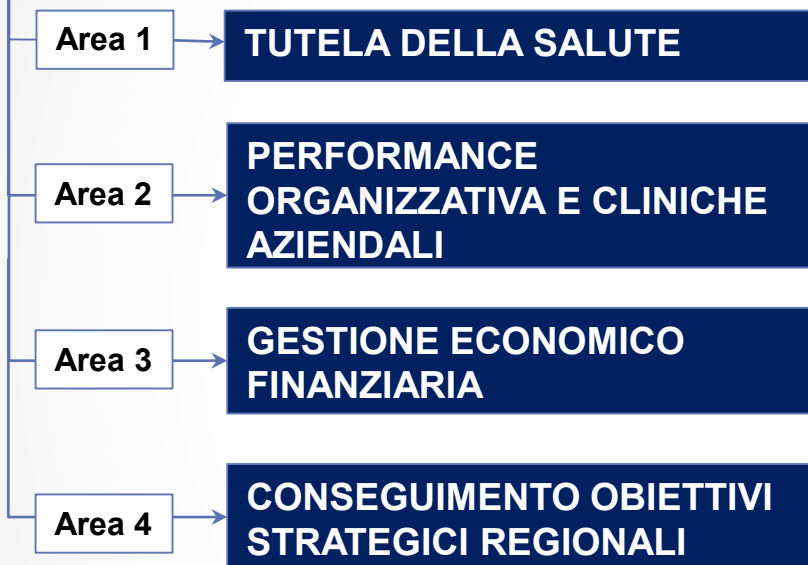 Area 1
TUTELA DELLA SALUTE
Area 2
PERFORMANCE
ORGANIZZATIVA E CLINICHE
AZIENDALI
Area 3
GESTIONE ECONOMICO
FINANZIARIA
Area 4
CONSEGUIMENTO OBIETTIVI
STRATEGICI REGIONALI